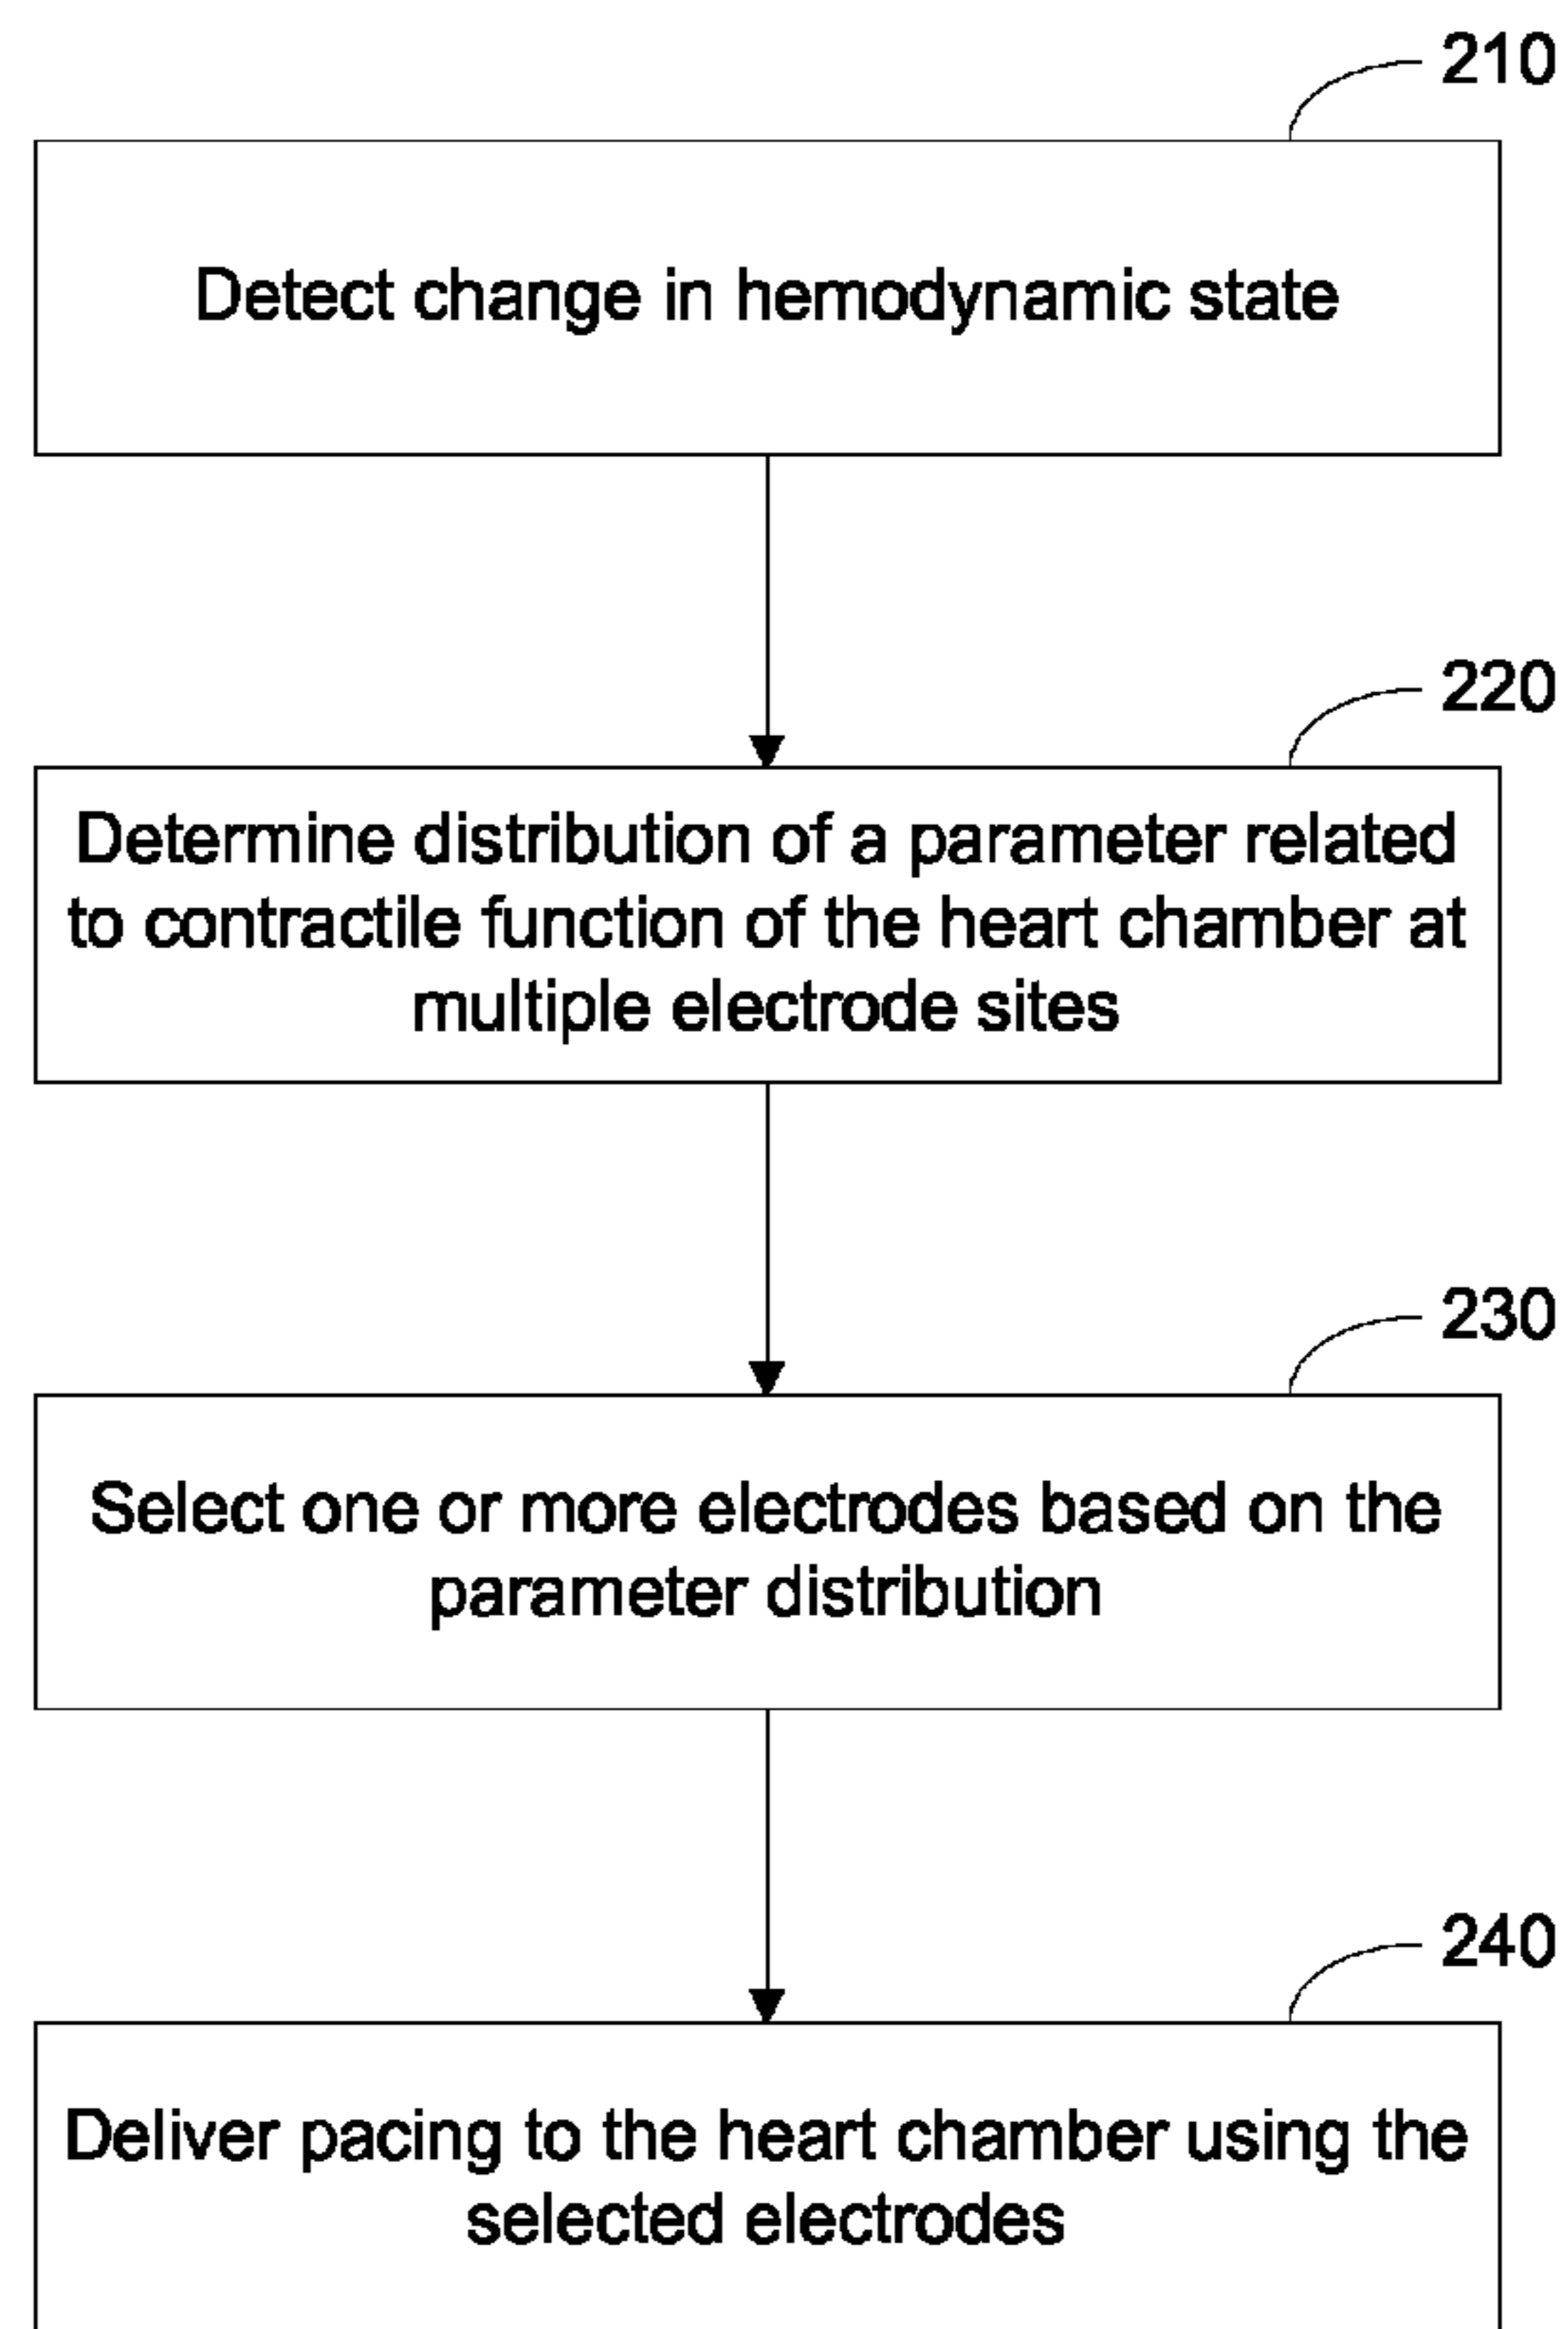 210
Detect change in hemodynamic state
220
Determine distribution of a parameter related
to contractile function of the heart chamber at
multiple electrode sites
230
Select one or more electrodes based on the
parameter distribution
240
Deliver pacing to the heart chamber using the
selected electrodes